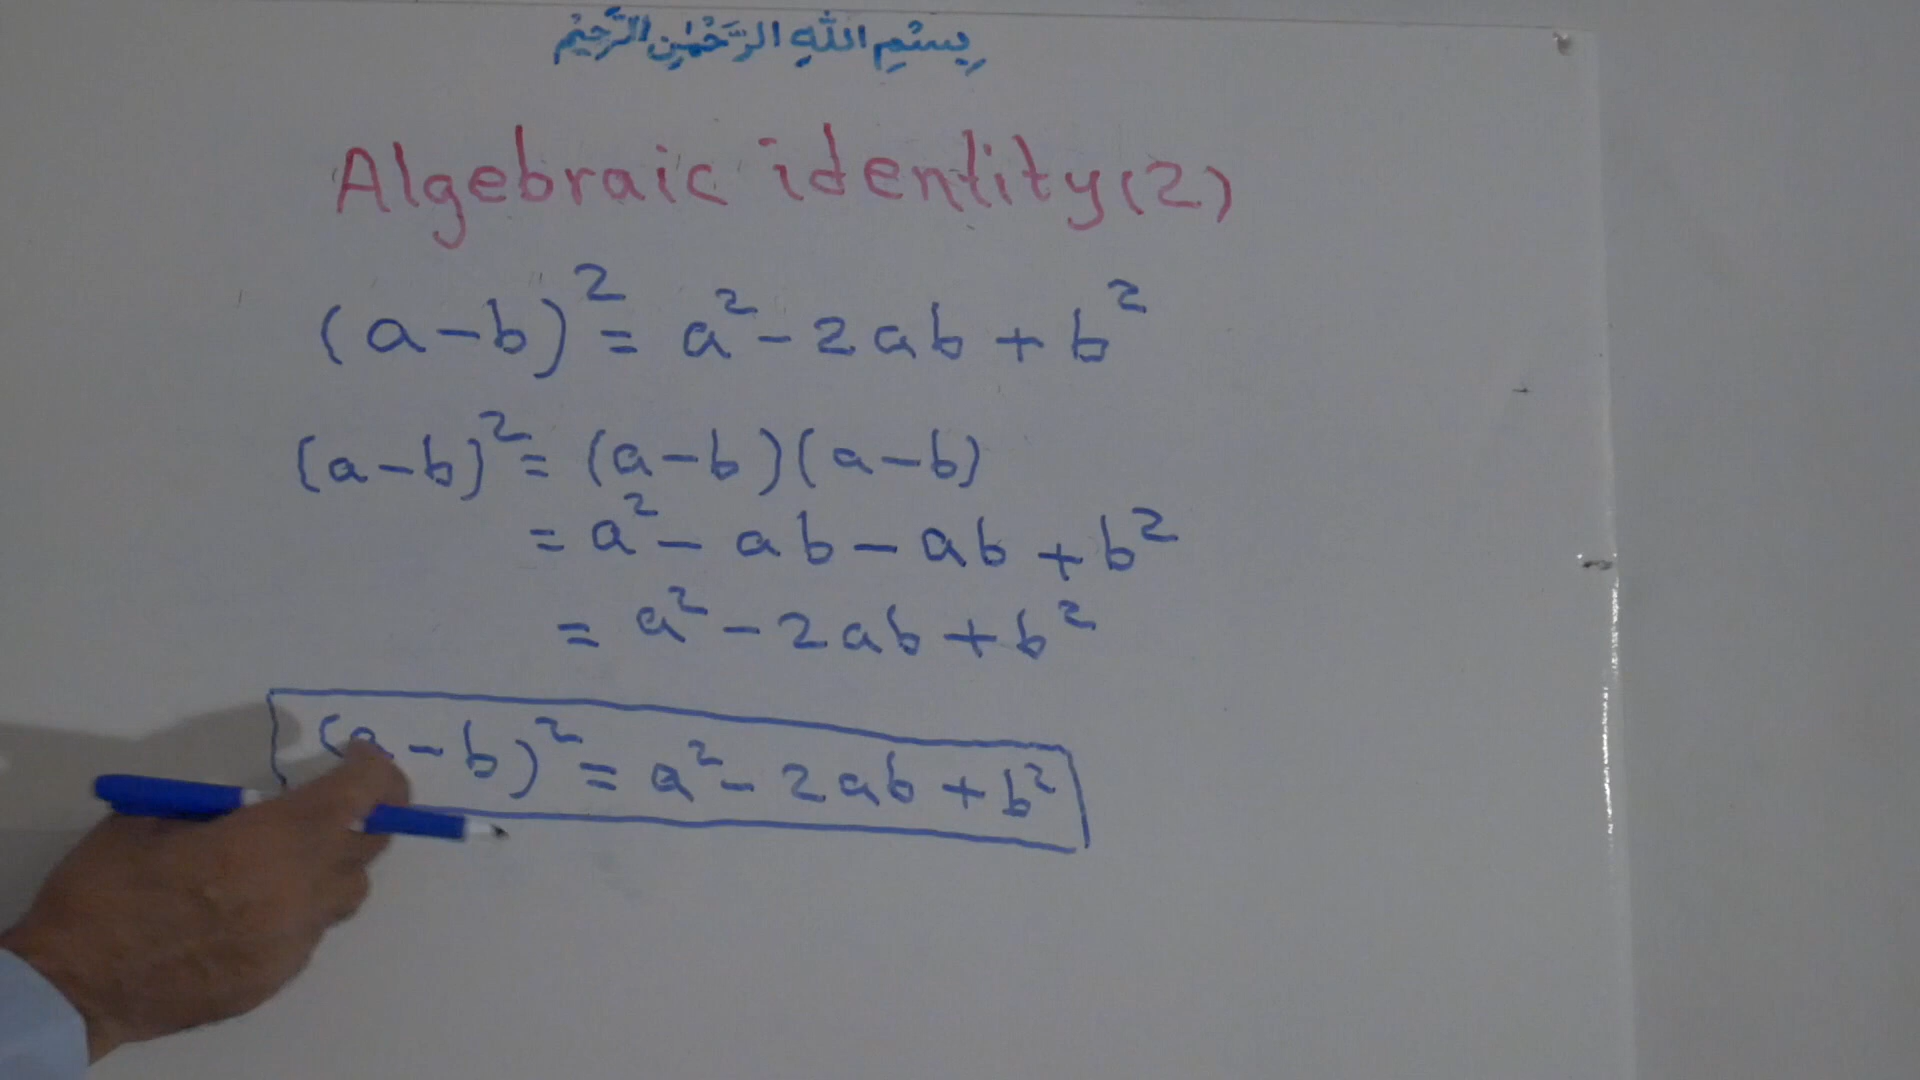 بِسْمِ اللهِ الرَّحْمٰنِ الرَّحِيْمِ
Algebraic identity(2)
(a-b)² = a² - 2ab + b²
(a-b)² = (a-b)(a-b)
= a² - ab - ab + b²
= a² - 2ab + b²
(a-b)² = a² - 2ab + b²